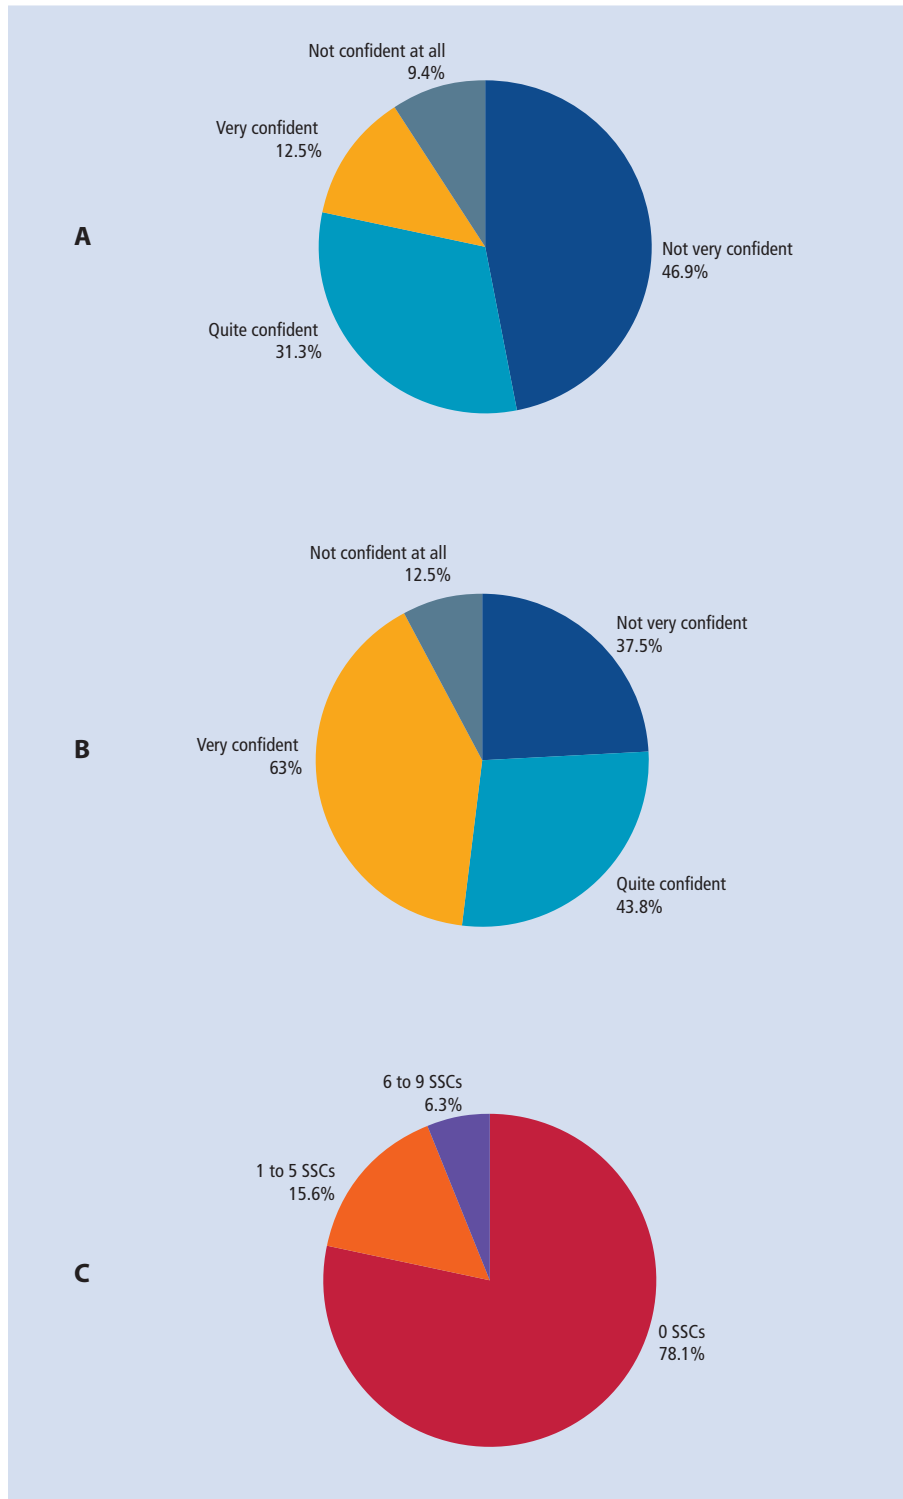 Not confident at all
9.4%
Very confident
12.5%
A
Not very confident
46.9%
Quite confident
31.3%
Not confident at all
12.5%
Not very confident
37.5%
Very confident
63%
B
Quite confident
43.8%
6 to 9 SSCs
6.3%
1 to 5 SSCs
15.6%
C
0 SSCs
78.1%